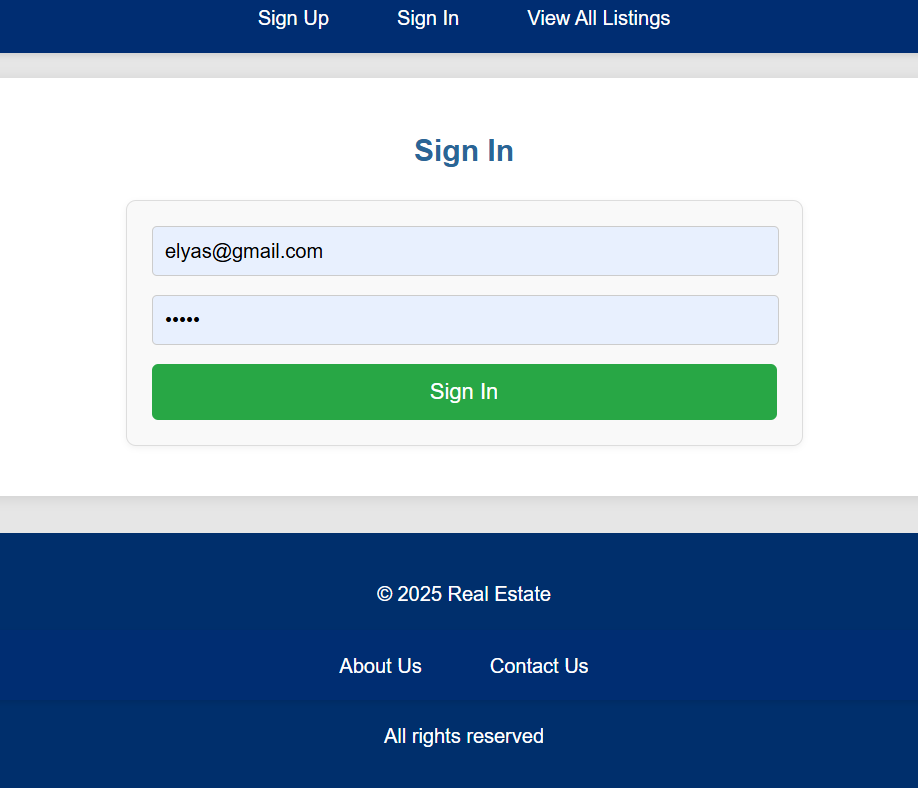 Sign Up Sign In View All Listings
Sign In
elyas@gmail.com
•••••
Sign In
© 2025 Real Estate
About Us Contact Us
All rights reserved